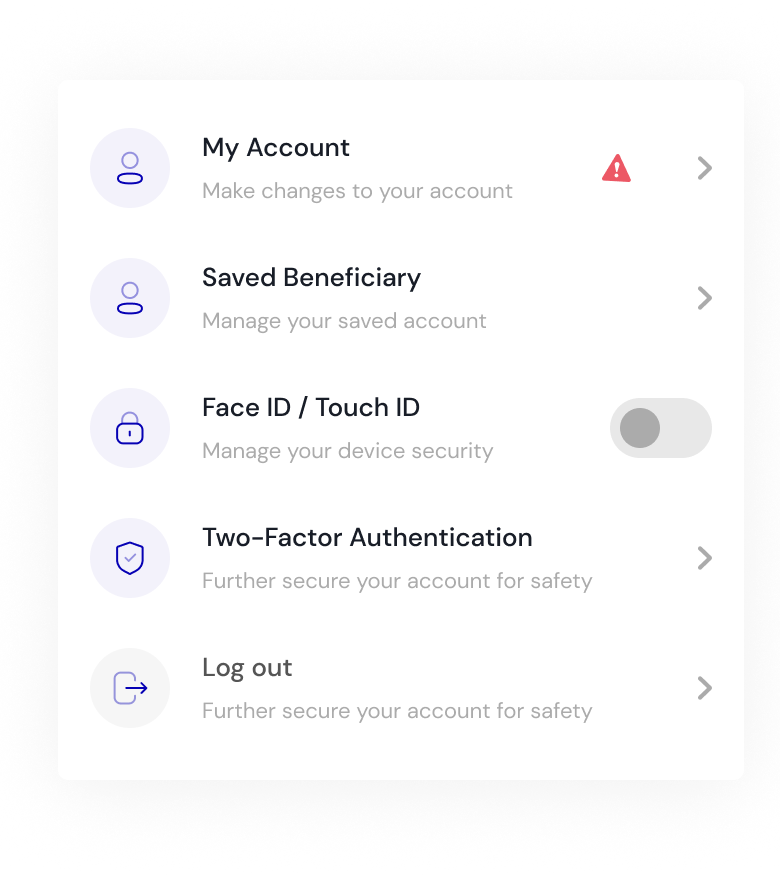 My Account
Make changes to your account
Saved Beneficiary
Manage your saved account
Face ID / Touch ID
Manage your device security
Two-Factor Authentication
Further secure your account for safety
Log out
Further secure your account for safety